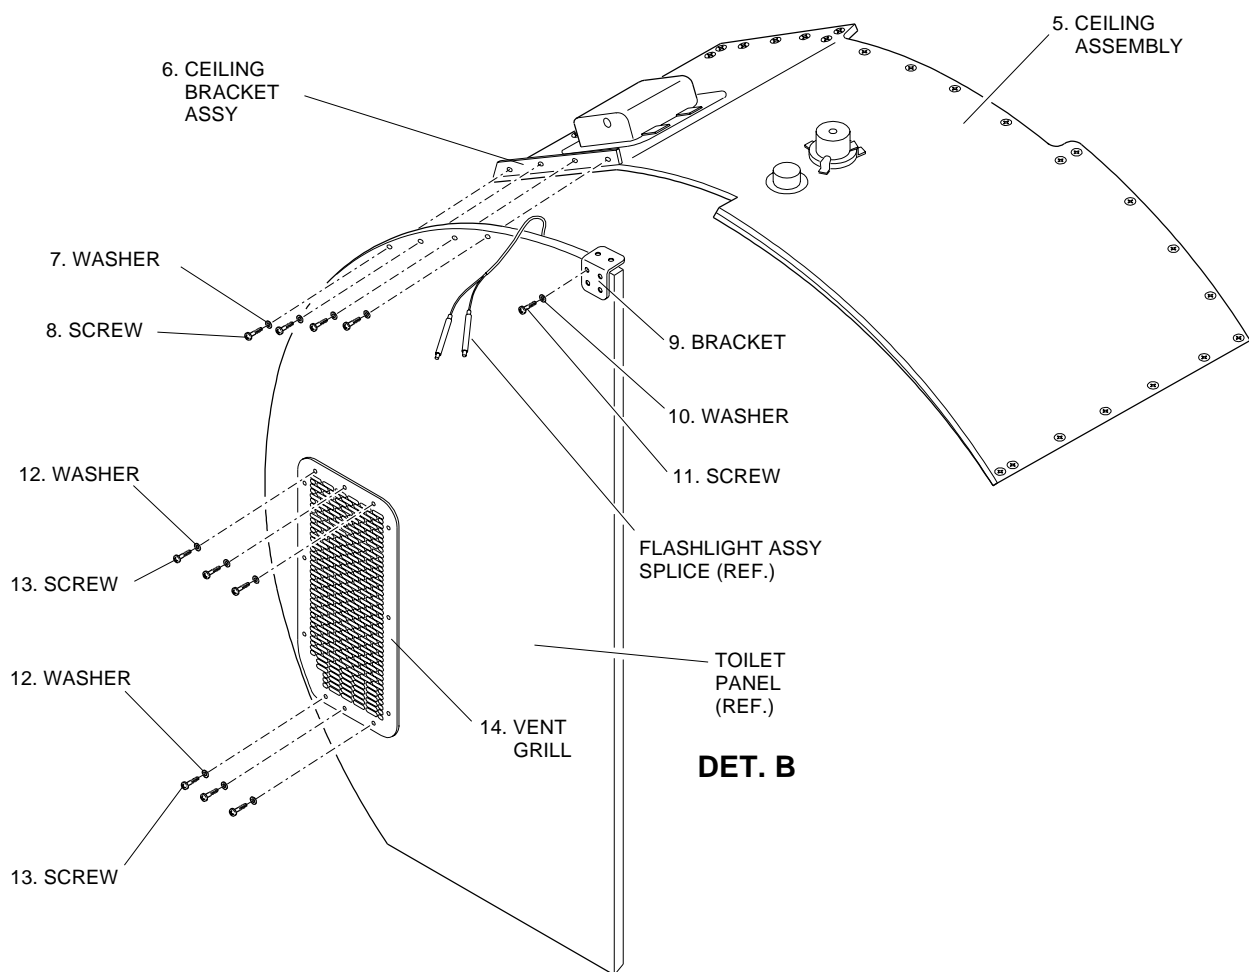 5. CEILING
ASSEMBLY
6. CEILING
BRACKET
ASSY
7. WASHER
8. SCREW
9. BRACKET
10. WASHER
11. SCREW
12. WASHER
13. SCREW
FLASHLIGHT ASSY
SPLICE (REF.)
12. WASHER
TOILET
PANEL
(REF.)
14. VENT
GRILL
DET. B
13. SCREW